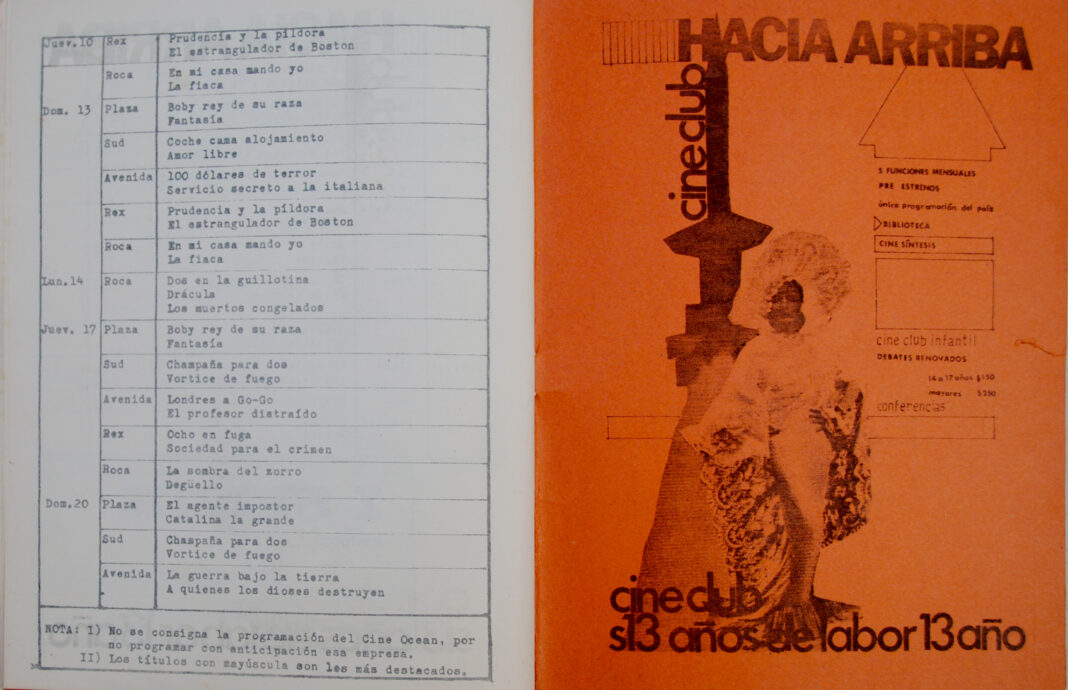 Juev.10 Rex Prudencia y la píldora
El estrangulador de Boston
Roca En mi casa mando yo
La fiaca
Dom. 13 Plaza Boby rey de su raza
Fantasía
Sud Coche cama alojamiento
Amor libre
Avenida 100 dólares de terror
Servicio secreto a la italiana
Rex Prudencia y la píldora
El estrangulador de Boston
Roca En mi casa mando yo
La fiaca
Lun.14 Roca Dos en la guillotina
Drácula
Los muertos congelados
Juev. 17 Plaza Boby rey de su raza
Fantasía
Sud Champaña para dos
Vortice de fuego
Avenida Londres a Go-Go
El profesor distraído
Rex Ocho en fuga
Sociedad para el crimen
Roca La sombra del zorro
Degüello
Dom.20 Plaza El agente impostor
Catalina la grande
Sud Champaña para dos
Vortice de fuego
Avenida La guerra bajo la tierra
A quienes los dioses destruyen
NOTA: I) No se consigna la programación del Cine Ocean, por
no programar con anticipación esa empresa.
II) Los títulos con mayúscula son les más destacados.
HACIA ARRIBA
cineclub
5 FUNCIONES MENSUALES
PRE ESTRENOS
única programación del país
BIBLIOTECA
CINE SÍNTESIS
cine club infantil
DEBATES RENOVADOS
14 a 17 años $150
mayores $250
conferencias
cineclub
s13 años de labor 13 año